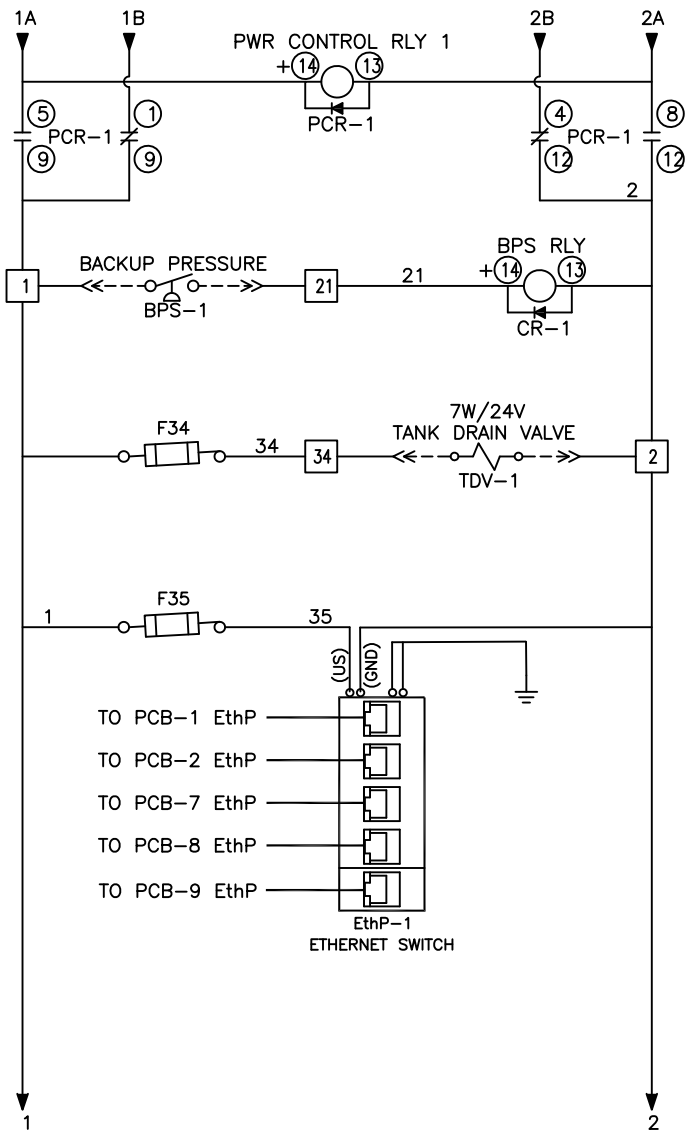 1A 1B 2B 2A
PWR CONTROL RLY 1
+ 14 13
PCR-1
5 1 4 8
PCR-1 PCR-1
9 9 12 12
2
BACKUP PRESSURE
BPS RLY
+ 14 13
1 21 21
BPS-1
CR-1
7W/24V
F34
TANK DRAIN VALVE
34 34 2
TDV-1
F35
1 35
(US) (GND)
TO PCB-1 EthP
TO PCB-2 EthP
TO PCB-7 EthP
TO PCB-8 EthP
TO PCB-9 EthP
EthP-1
ETHERNET SWITCH
1 2